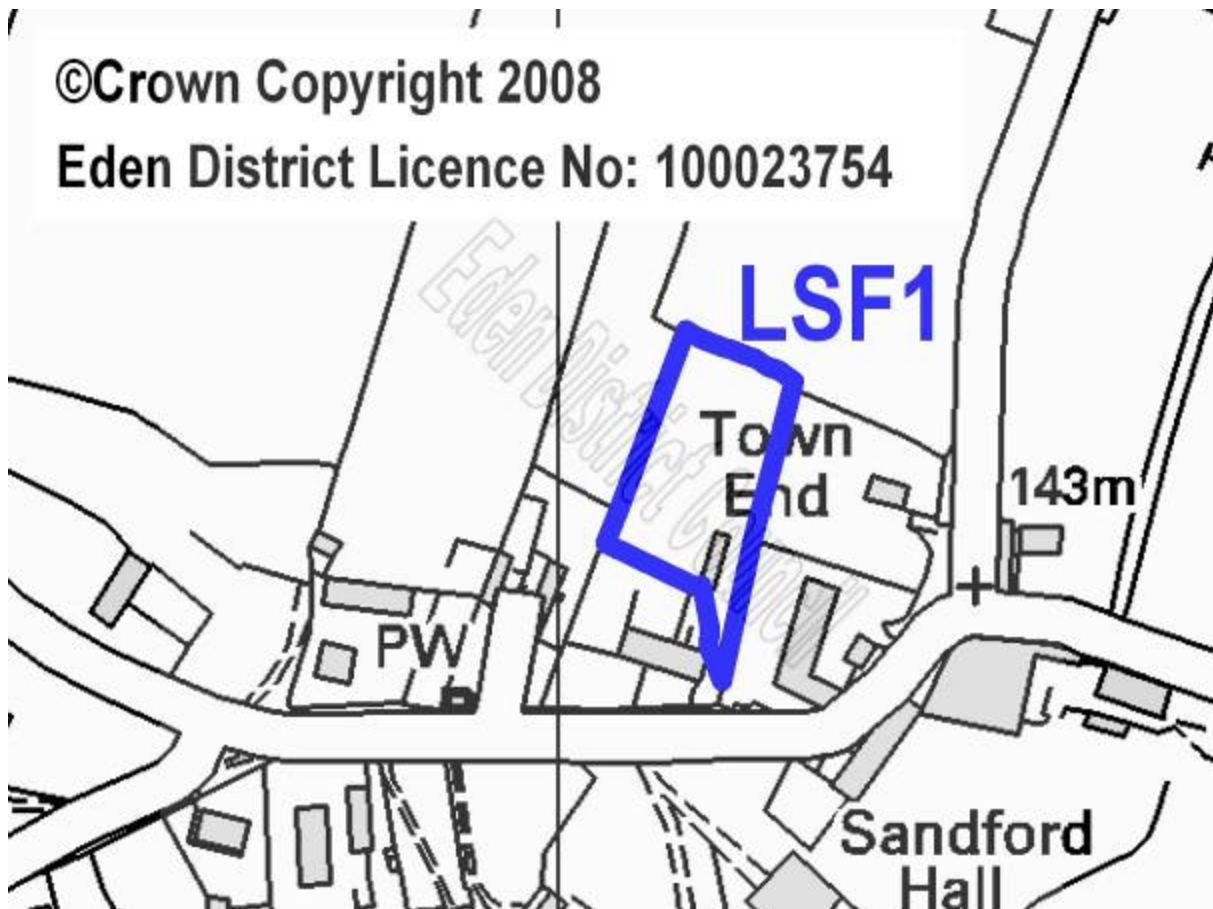 ©Crown Copyright 2008
Eden District Licence No: 100023754
Eden District Council
LSF1
Town
End
143m
PW
Sandford
Hall